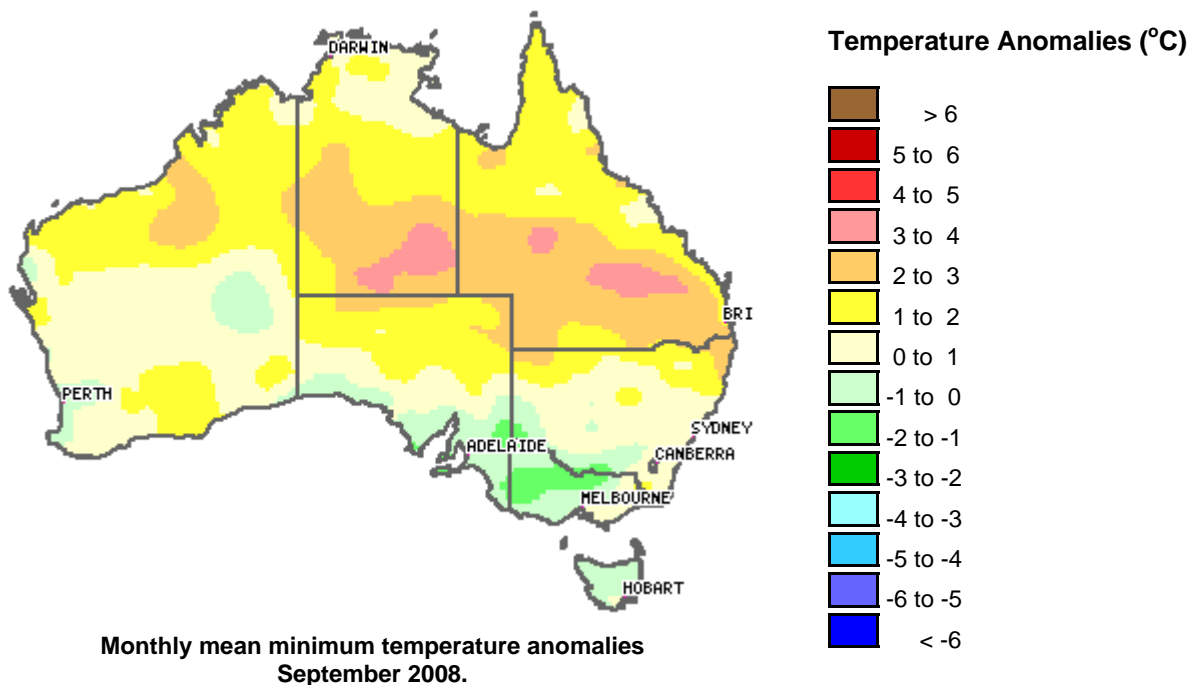 DARWIN
BRI
PERTH
SYDNEY
ADELAIDE
CANBERRA
MELBOURNE
HOBART
Monthly mean minimum temperature anomalies
September 2008.
Temperature Anomalies (°C)
> 6
5 to 6
4 to 5
3 to 4
2 to 3
1 to 2
0 to 1
-1 to 0
-2 to -1
-3 to -2
-4 to -3
-5 to -4
-6 to -5
< -6